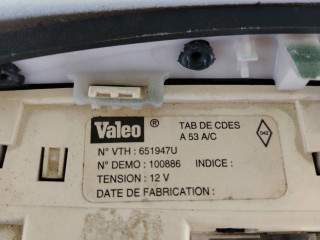 Valeo ® TAB DE CDES
A 53 A/C
N° VTH : 651947U
N° DEMO : 100886 INDICE :
TENSION : 12 V
DATE DE FABRICATION :